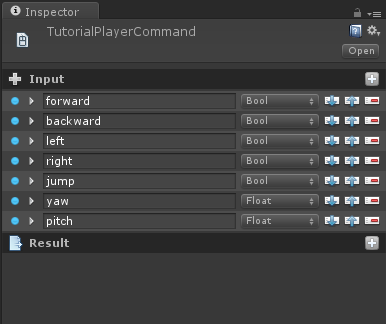 Inspector
TutorialPlayerCommand
Open
Input
forward Bool
backward Bool
left Bool
right Bool
jump Bool
yaw Float
pitch Float
Result